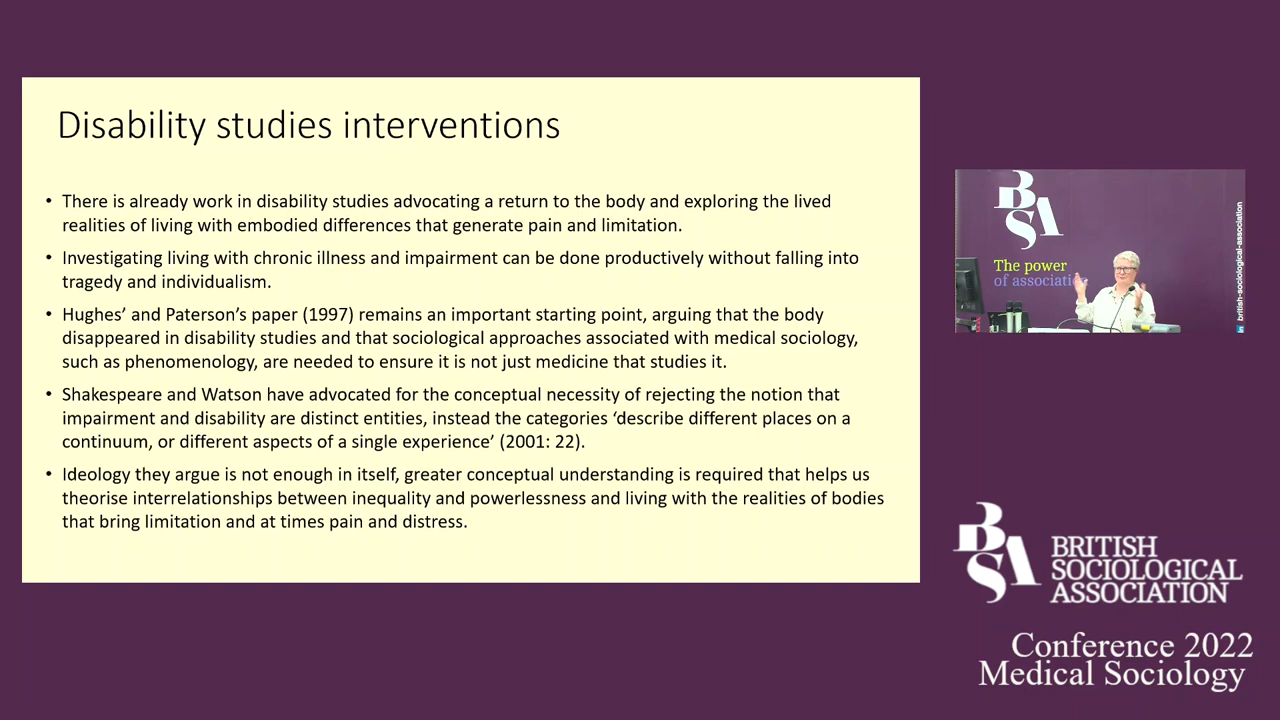 Disability studies interventions
• There is already work in disability studies advocating a return to the body and exploring the lived
realities of living with embodied differences that generate pain and limitation.
• Investigating living with chronic illness and impairment can be done productively without falling into
tragedy and individualism.
• Hughes’ and Paterson’s paper (1997) remains an important starting point, arguing that the body
disappeared in disability studies and that sociological approaches associated with medical sociology,
such as phenomenology, are needed to ensure it is not just medicine that studies it.
• Shakespeare and Watson have advocated for the conceptual necessity of rejecting the notion that
impairment and disability are distinct entities, instead the categories ‘describe different places on a
continuum, or different aspects of a single experience’ (2001: 22).
• Ideology they argue is not enough in itself, greater conceptual understanding is required that helps us
theorise interrelationships between inequality and powerlessness and living with the realities of bodies
that bring limitation and at times pain and distress.
BSA
The power
of association
british-sociological-association
in
BSA
BRITISH
SOCIOLOGICAL
ASSOCIATION
Conference 2022
Medical Sociology